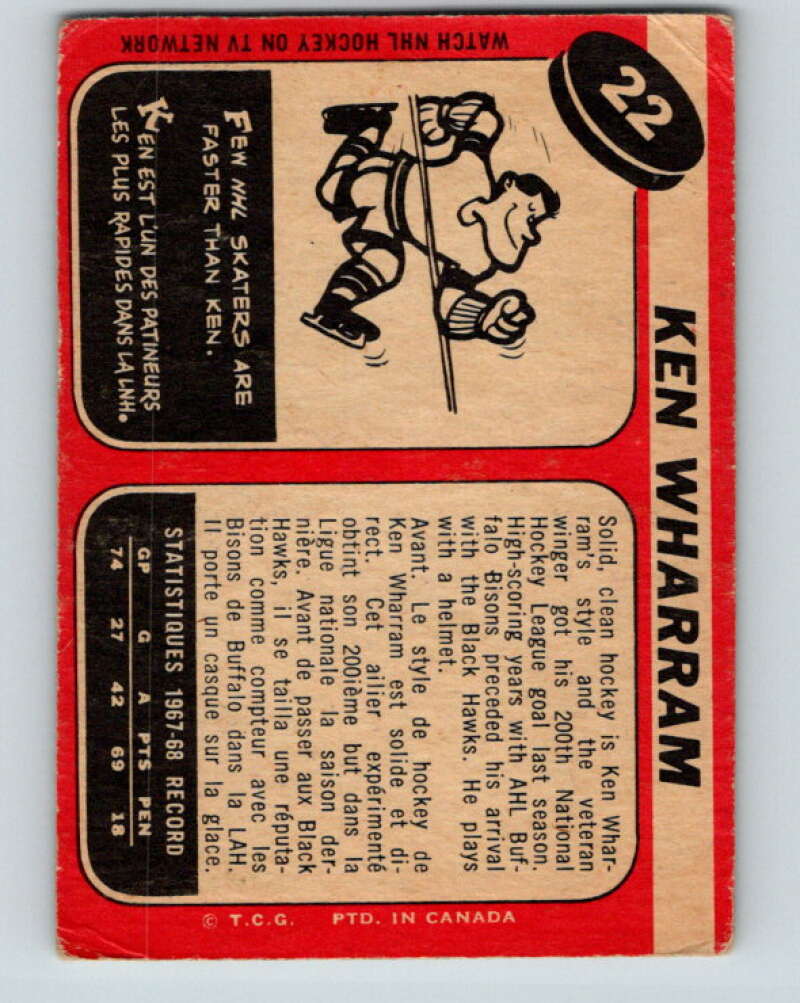 22
KEN WHARRAM
WATCH NHL HOCKEY ON TV NETWORK
FEW NHL SKATERS ARE
FASTER THAN KEN.
KEN EST L'UN DES PATINEURS
LES PLUS RAPIDES DANS LA LNH.
Solid, clean hockey is Ken Whar-
ram's style and the veteran
winger got his 200th National
Hockey League goal last season.
High-scoring years with AHL Buf-
falo Bisons preceded his arrival
with the Black Hawks. He plays
with a helmet.
Avant. Le style de hockey de
Ken Wharram est solide et di-
rect. Cet ailier expérimenté
obtint son 200ième but dans la
Ligue nationale la saison der-
nière. Avant de passer aux Black
Hawks, il se tailla une réputa-
tion comme compteur avec les
Bisons de Buffalo dans la LAH.
Il porte un casque sur la glace.
STATISTIQUES 1967-68 RECORD
GP G A PTS PEN
74 27 42 69 18
© T.C.G. PTD. IN CANADA